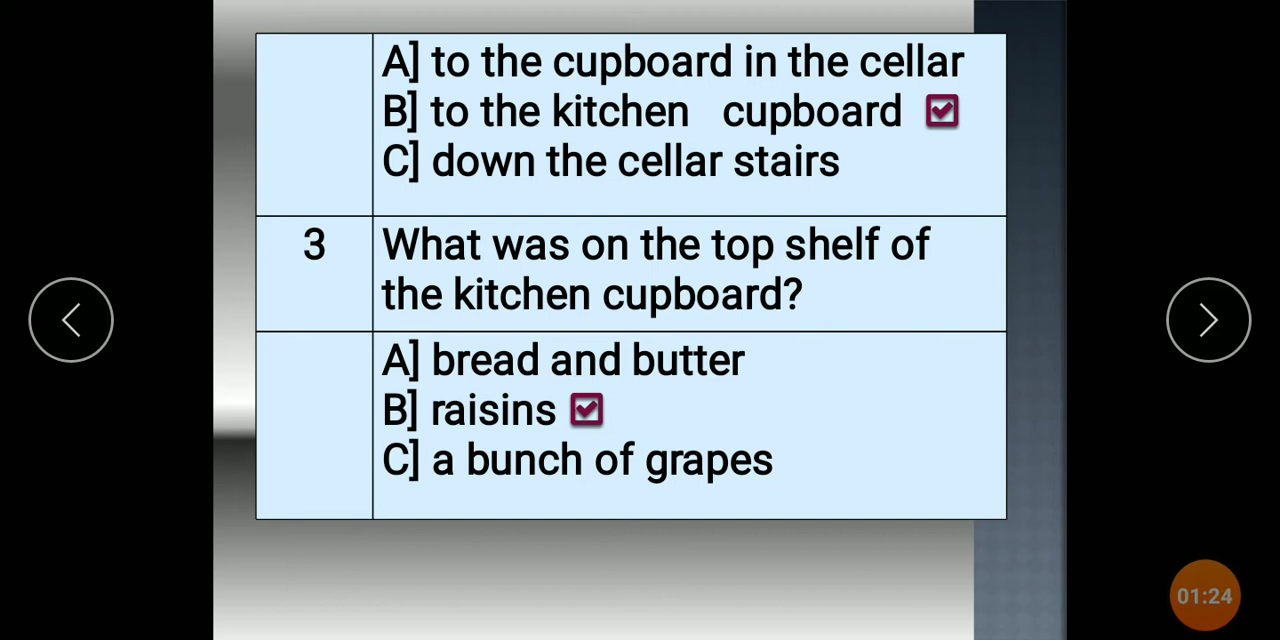 A] to the cupboard in the cellar
B] to the kitchen cupboard
C] down the cellar stairs
3
What was on the top shelf of
the kitchen cupboard?
A] bread and butter
B] raisins
C] a bunch of grapes
01:24